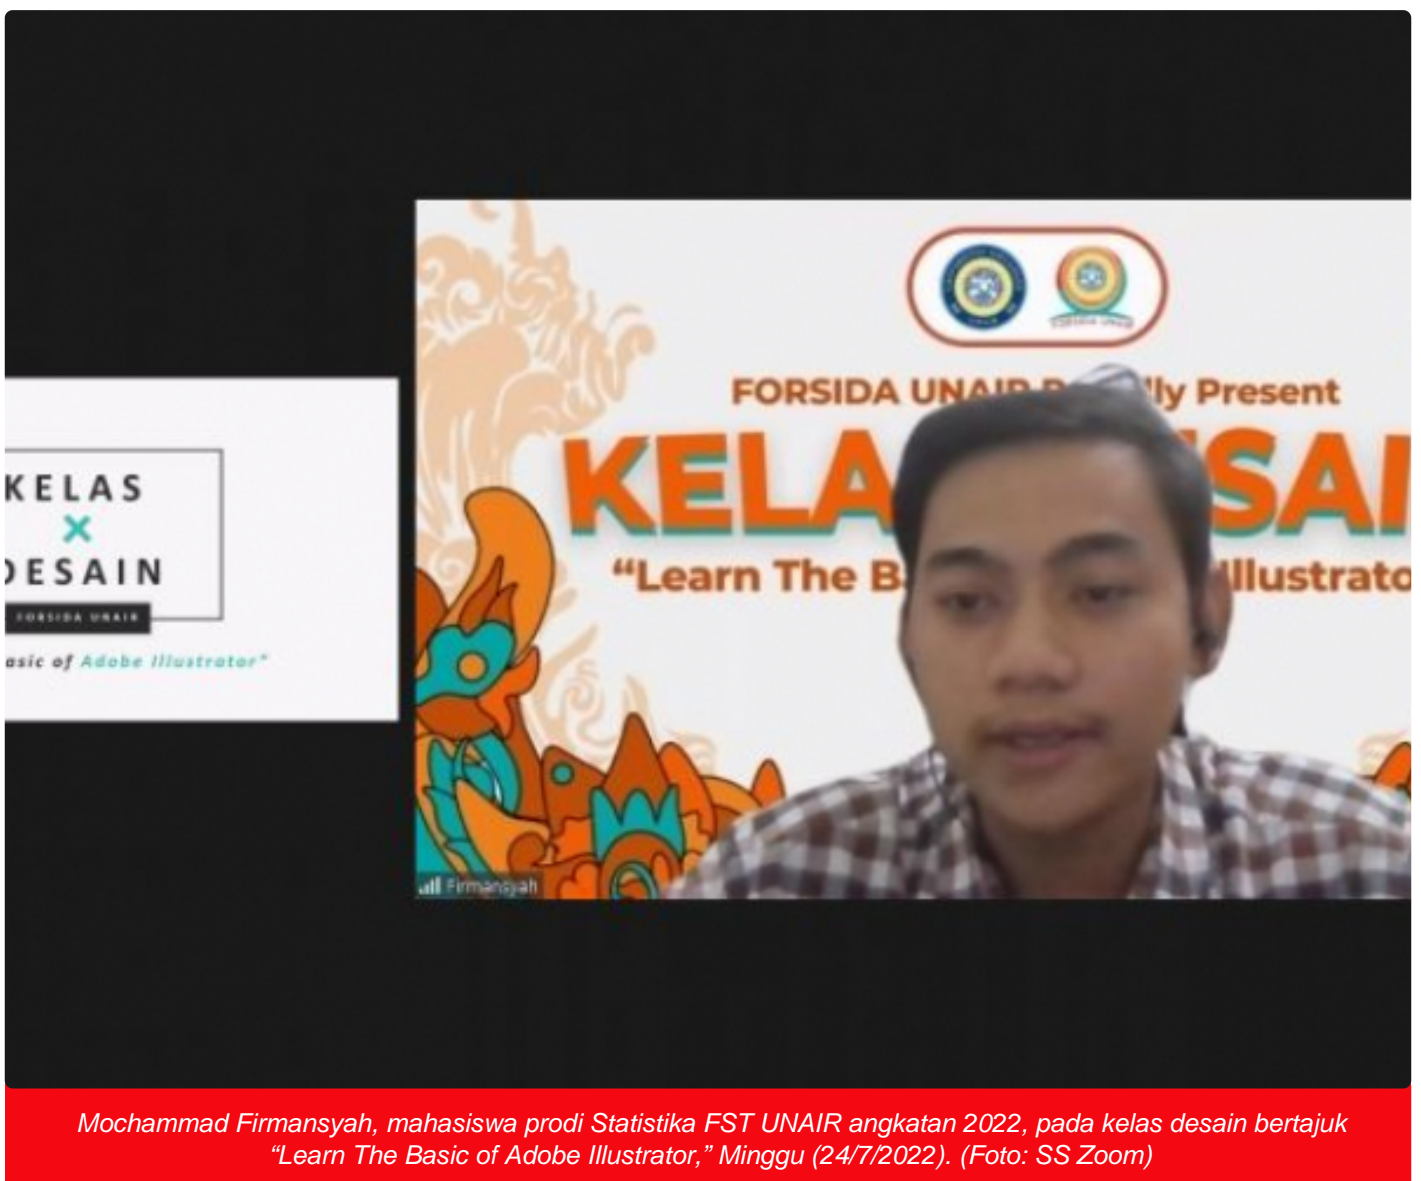 FORSIDA UNAIR
FORSIDA UNAIR Present
KELA SAI
“Learn The Illustrato
KELAS
×
DESAIN
FORSIDA UNAIR
asic of Adobe Illustrator”
Firmansyah
Mochammad Firmansyah, mahasiswa prodi Statistika FST UNAIR angkatan 2022, pada kelas desain bertajuk
“Learn The Basic of Adobe Illustrator,” Minggu (24/7/2022). (Foto: SS Zoom)